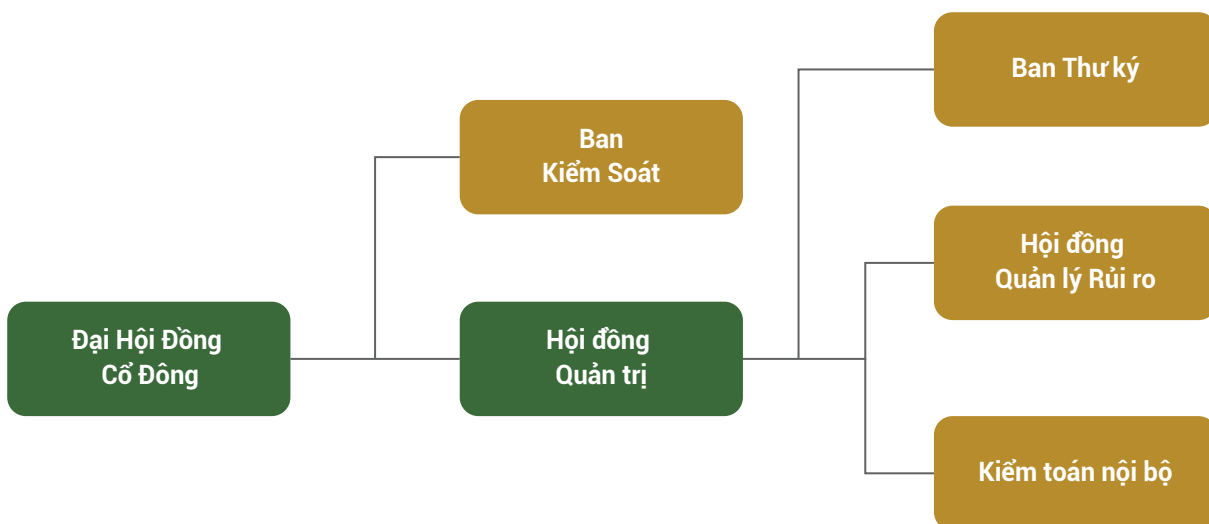 Ban Thư ký
Ban
Kiểm Soát
Hội đồng
Quản lý Rủi ro
Đại Hội Đồng
Cổ Đông
Hội đồng
Quản trị
Kiểm toán nội bộ